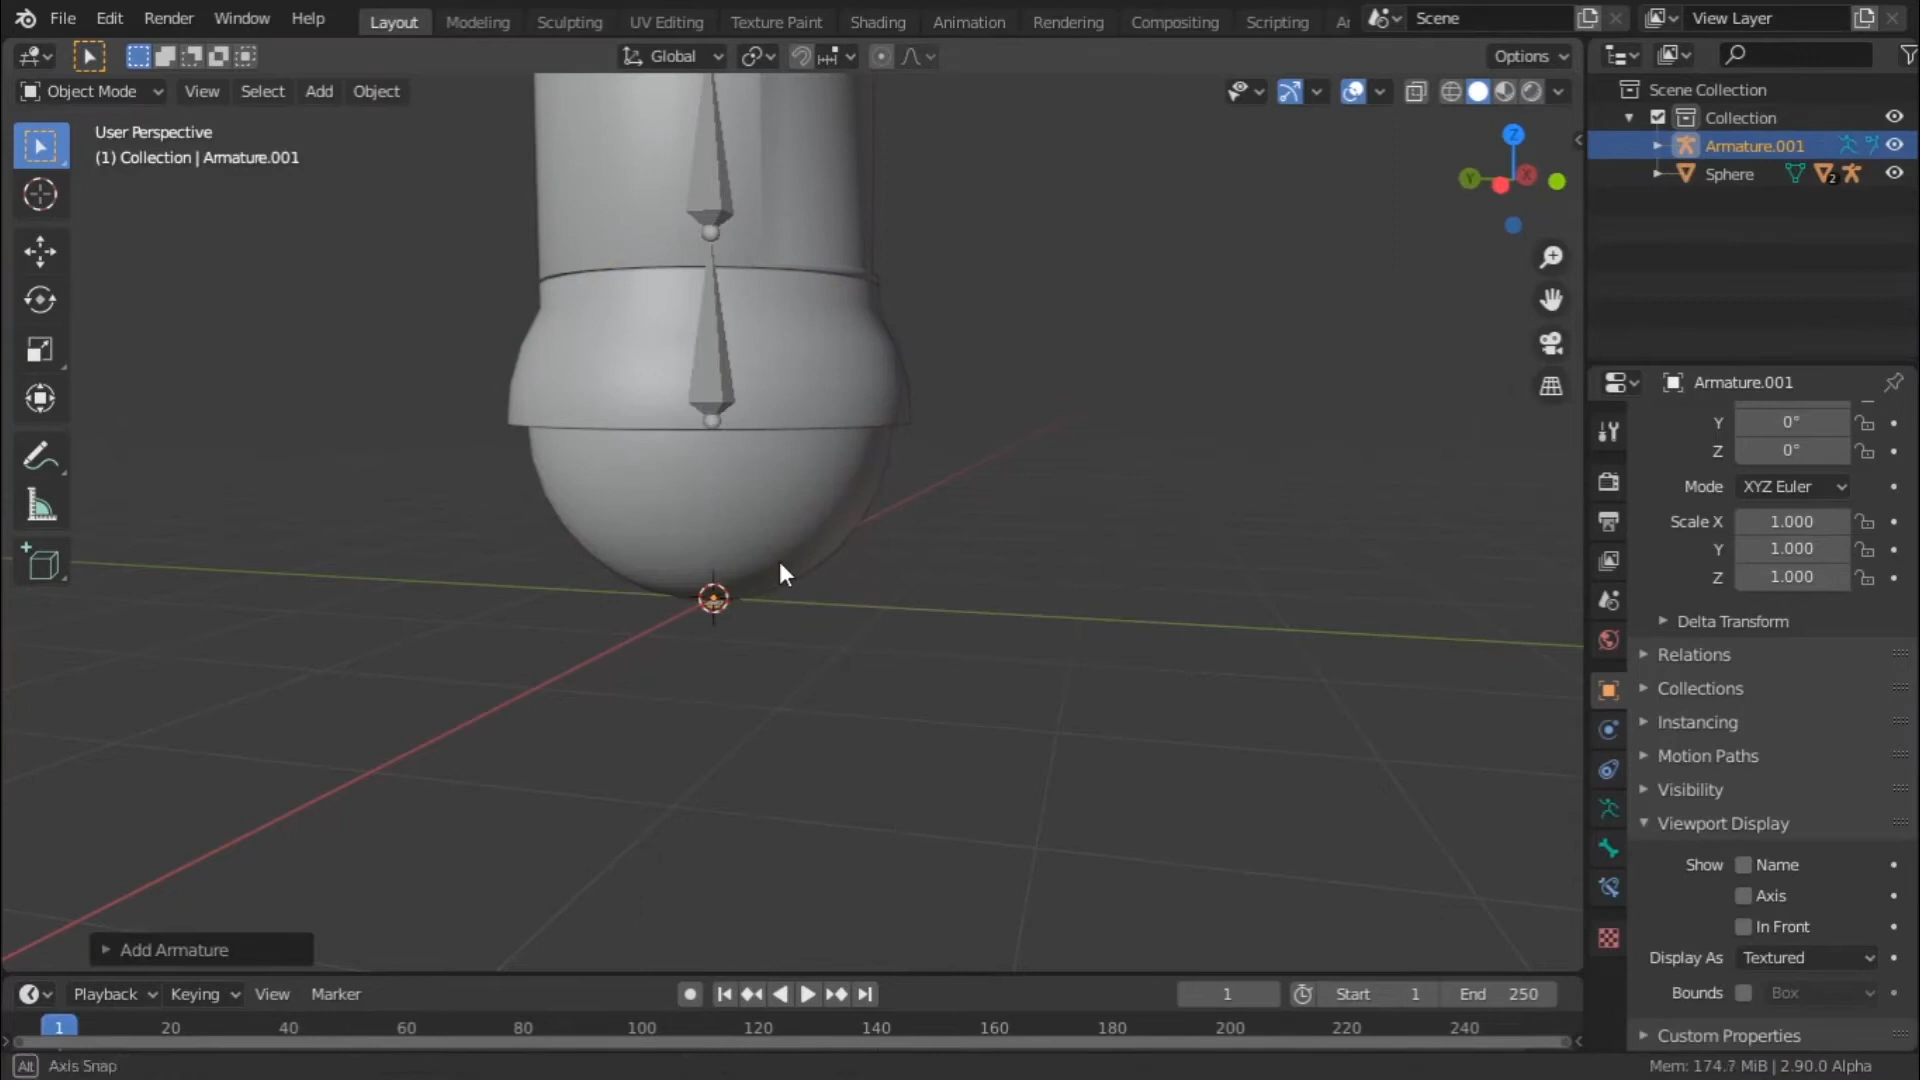 File Edit Render Window Help Layout Modeling Sculpting UV Editing Texture Paint Shading Animation Rendering Compositing Scripting Scene View Layer
Global Options
Object Mode View Select Add Object
User Perspective
(1) Collection | Armature.001
Z
Y X
Scene Collection
Collection
Armature.001
Sphere 2
Armature.001
Y 0°
Z 0°
Mode XYZ Euler
Scale X 1.000
Y 1.000
Z 1.000
Delta Transform
Relations
Collections
Instancing
Motion Paths
Visibility
Viewport Display
Show Name
Axis
In Front
Display As Textured
Bounds Box
Custom Properties
Add Armature
Playback Keying View Marker 1 Start 1 End 250
1 20 40 60 80 100 120 140 160 180 200 220 240
Alt Axis Snap Mem: 174.7 MiB | 2.90.0 Alpha